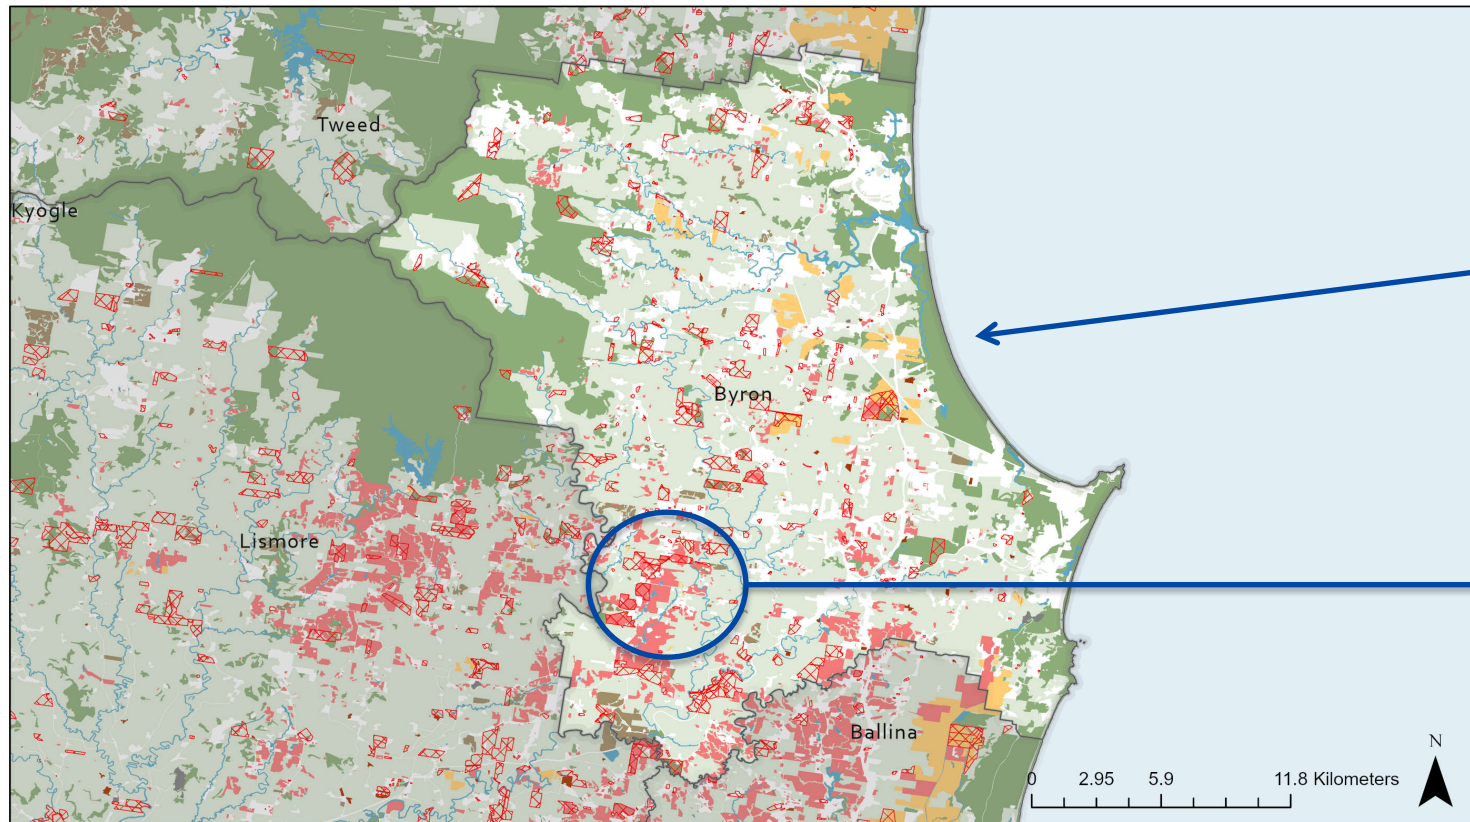 Tweed
Kyogle
Byron
Lismore
Ballina
N
0 2.95 5.9 11.8 Kilometers